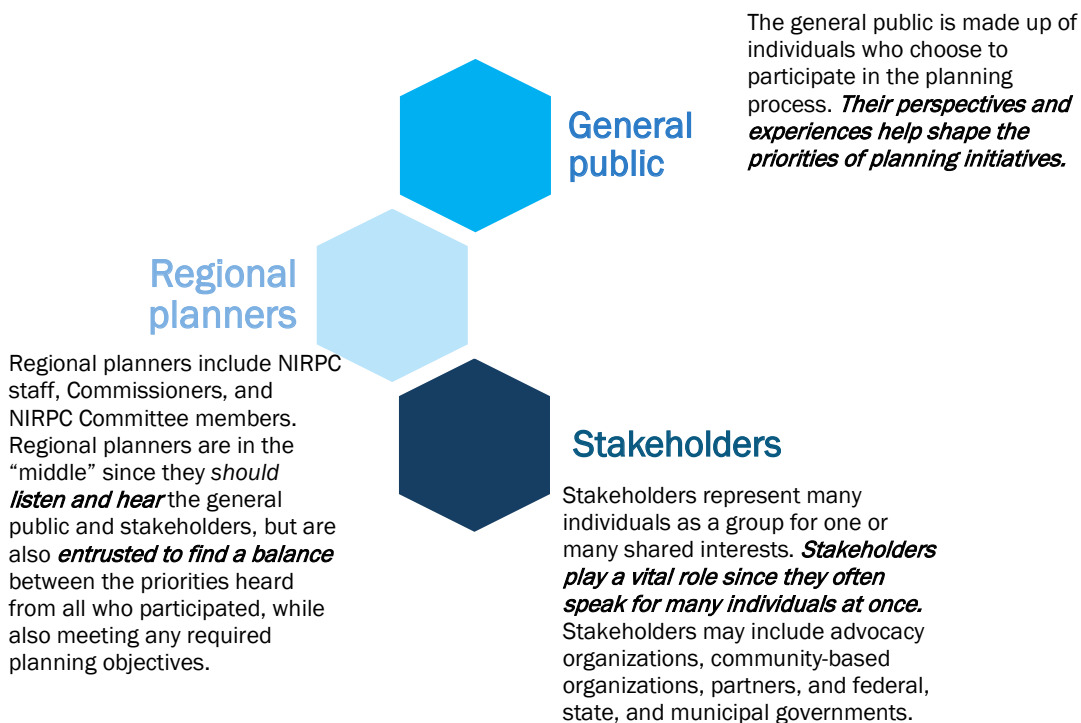 The general public is made up of
individuals who choose to
participate in the planning
process. Their perspectives and
experiences help shape the
priorities of planning initiatives.
General
public
Regional
planners
Regional planners include NIRPC
staff, Commissioners, and
NIRPC Committee members.
Regional planners are in the
“middle” since they should
listen and hear the general
public and stakeholders, but are
also entrusted to find a balance
between the priorities heard
from all who participated, while
also meeting any required
planning objectives.
Stakeholders
Stakeholders represent many
individuals as a group for one or
many shared interests. Stakeholders
play a vital role since they often
speak for many individuals at once.
Stakeholders may include advocacy
organizations, community-based
organizations, partners, and federal,
state, and municipal governments.